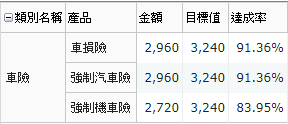 類別名稱 產品 金額 目標值 達成率
車損險 2,960 3,240 91.36%
車險 強制汽車險 2,960 3,240 91.36%
強制機車險 2,720 3,240 83.95%